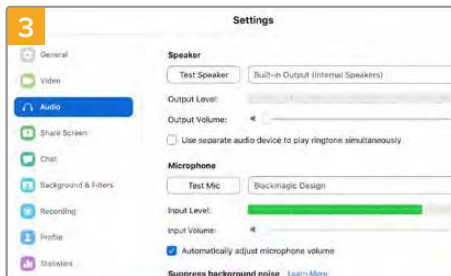 3
Settings
General
Video
Audio
Share Screen
Chat
Background & Filters
Recording
Profile
Statistics
Speaker
Test Speaker Built-in Output (Internal Speakers)
Output Level:
Output Volume:
Use separate audio device to play ringtone simultaneously
Microphone
Test Mic Blackmagic Design
Input Level:
Input Volume:
Automatically adjust microphone volume
Suppress background noise Learn More